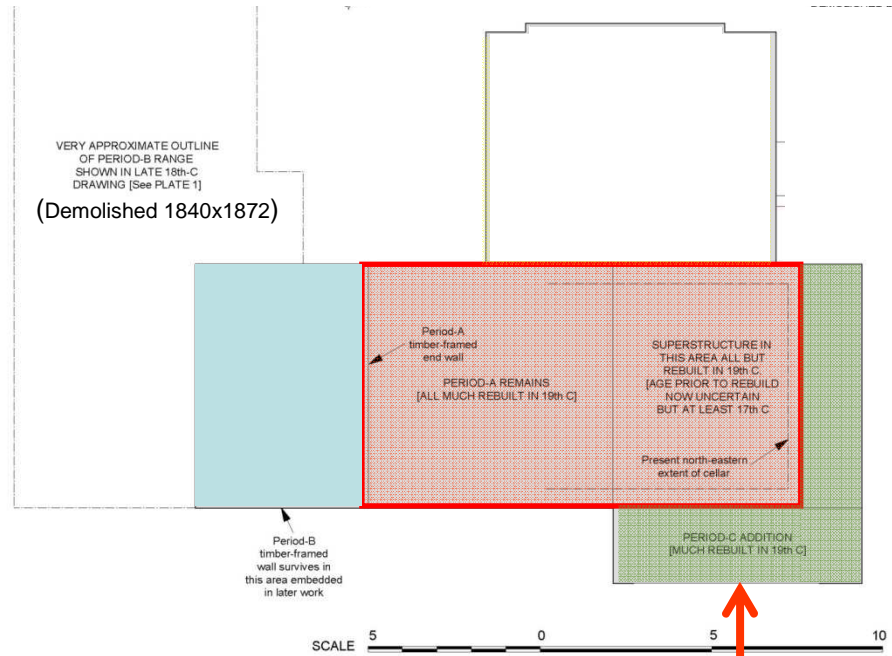 VERY APPROXIMATE OUTLINE
OF PERIOD-B RANGE
SHOWN IN LATE 18th-C
DRAWING [See PLATE 1]
(Demolished 1840x1872)
Period-A
timber-framed
end wall
PERIOD-A REMAINS
[ALL MUCH REBUILT IN 19th C]
SUPERSTRUCTURE IN
THIS AREA ALL BUT
REBUILT IN 19th C.
[AGE PRIOR TO REBUILD
NOW UNCERTAIN
BUT AT LEAST 17th C
Present north-eastern
extent of cellar
PERIOD-C ADDITION
[MUCH REBUILT IN 19th C]
Period-B
timber-framed
wall survives in
this area embedded
in later work
SCALE 5 0 5 10